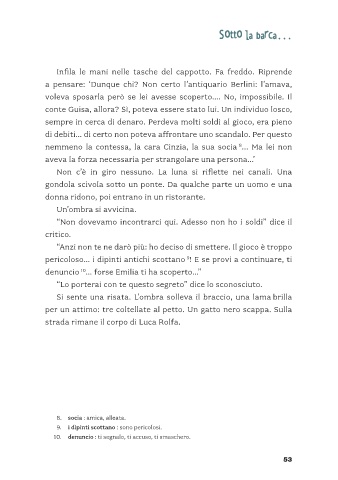 Sotto la barca...
Infila le mani nelle tasche del cappotto. Fa freddo. Riprende
a pensare: 'Dunque chi? Non certo l'antiquario Berlini: l'amava,
voleva sposarla però se lei avesse scoperto.... No, impossibile. Il
conte Guisa, allora? Sì, poteva essere stato lui. Un individuo losco,
sempre in cerca di denaro. Perdeva molti soldi al gioco, era pieno
di debiti... di certo non poteva affrontare uno scandalo. Per questo
nemmeno la contessa, la cara Cinzia, la sua socia⁸... Ma lei non
aveva la forza necessaria per strangolare una persona...'
Non c'è in giro nessuno. La luna si riflette nei canali. Una
gondola scivola sotto un ponte. Da qualche parte un uomo e una
donna ridono, poi entrano in un ristorante.
Un'ombra si avvicina.
"Non dovevamo incontrarci qui. Adesso non ho i soldi" dice il
critico.
"Anzi non te ne darò più: ho deciso di smettere. Il gioco è troppo
pericoloso... i dipinti antichi scottano⁹! E se provi a continuare, ti
denuncio¹⁰... forse Emilia ti ha scoperto..."
"Lo porterai con te questo segreto" dice lo sconosciuto.
Si sente una risata. L'ombra solleva il braccio, una lama brilla
per un attimo: tre coltellate al petto. Un gatto nero scappa. Sulla
strada rimane il corpo di Luca Rolfa.
8. socia : amica, alleata.
9. i dipinti scottano : sono pericolosi.
10. denuncio : ti segnalo, ti accuso, ti smaschero.
53